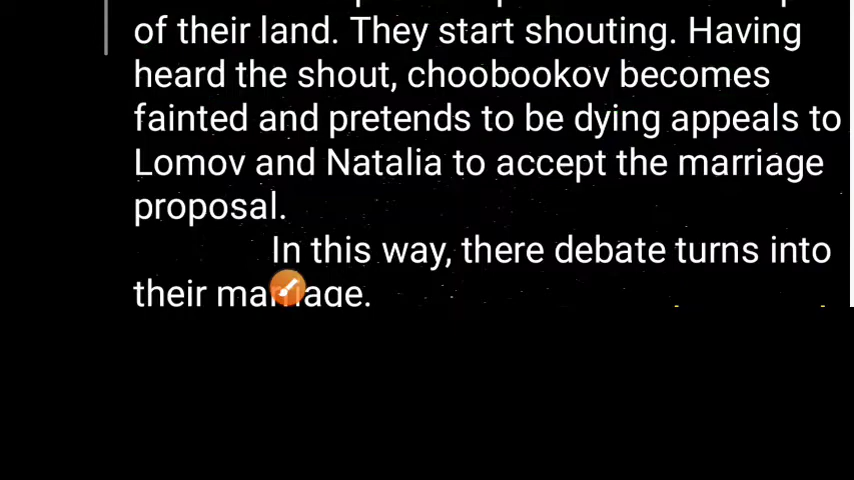 of their land. They start shouting. Having
heard the shout, choobookov becomes
fainted and pretends to be dying appeals to
Lomov and Natalia to accept the marriage
proposal.
In this way, there debate turns into
their marriage.